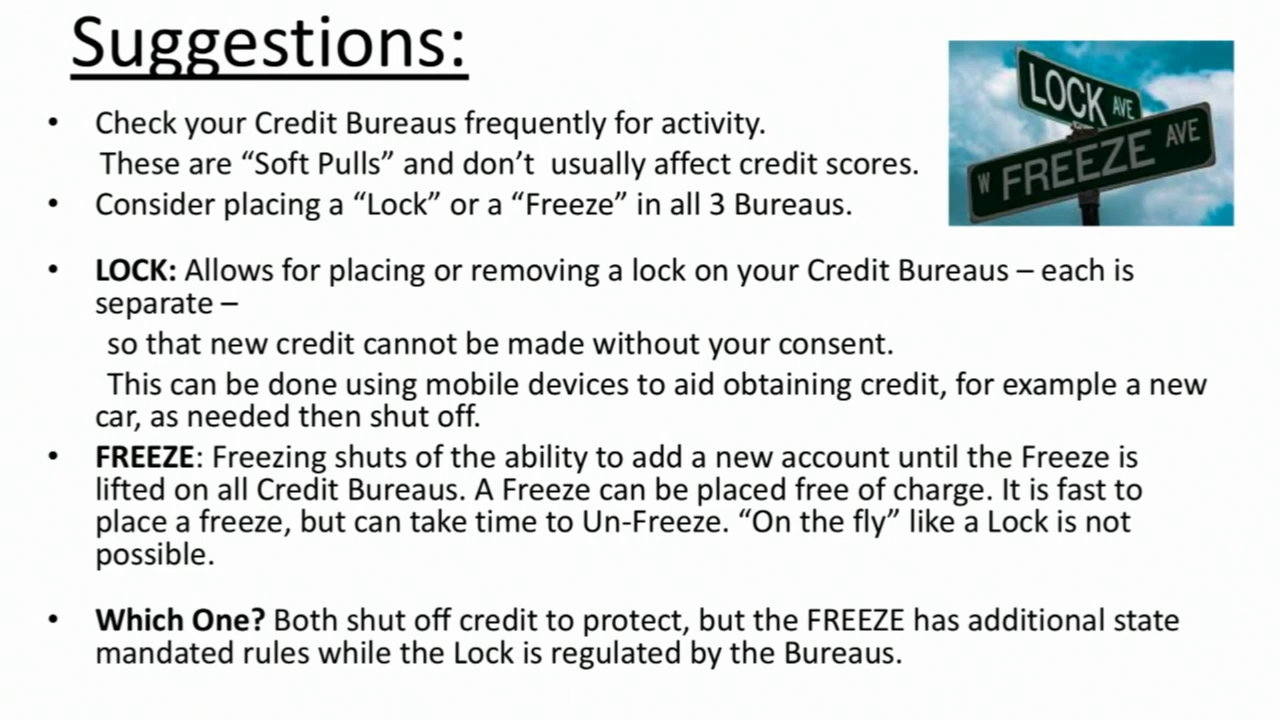 Suggestions:
LOCK AVE
W FREEZE AVE
• Check your Credit Bureaus frequently for activity.
These are “Soft Pulls” and don’t  usually affect credit scores.
• Consider placing a “Lock” or a “Freeze” in all 3 Bureaus.
• LOCK: Allows for placing or removing a lock on your Credit Bureaus – each is
separate –
so that new credit cannot be made without your consent.
This can be done using mobile devices to aid obtaining credit, for example a new
car, as needed then shut off.
• FREEZE: Freezing shuts of the ability to add a new account until the Freeze is
lifted on all Credit Bureaus. A Freeze can be placed free of charge. It is fast to
place a freeze, but can take time to Un-Freeze. “On the fly” like a Lock is not
possible.
• Which One? Both shut off credit to protect, but the FREEZE has additional state
mandated rules while the Lock is regulated by the Bureaus.